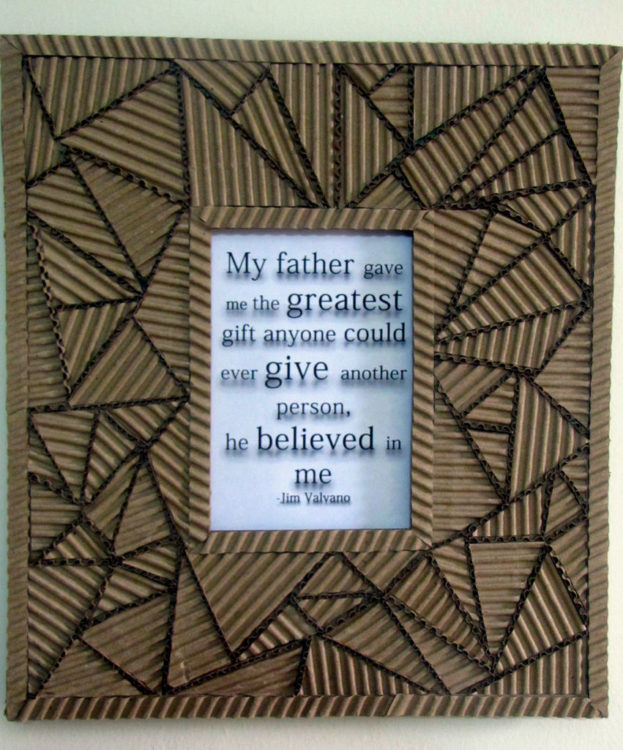 My father gave
me the greatest
gift anyone could
ever give another
person,
he believed in
me
-Jim Valvano